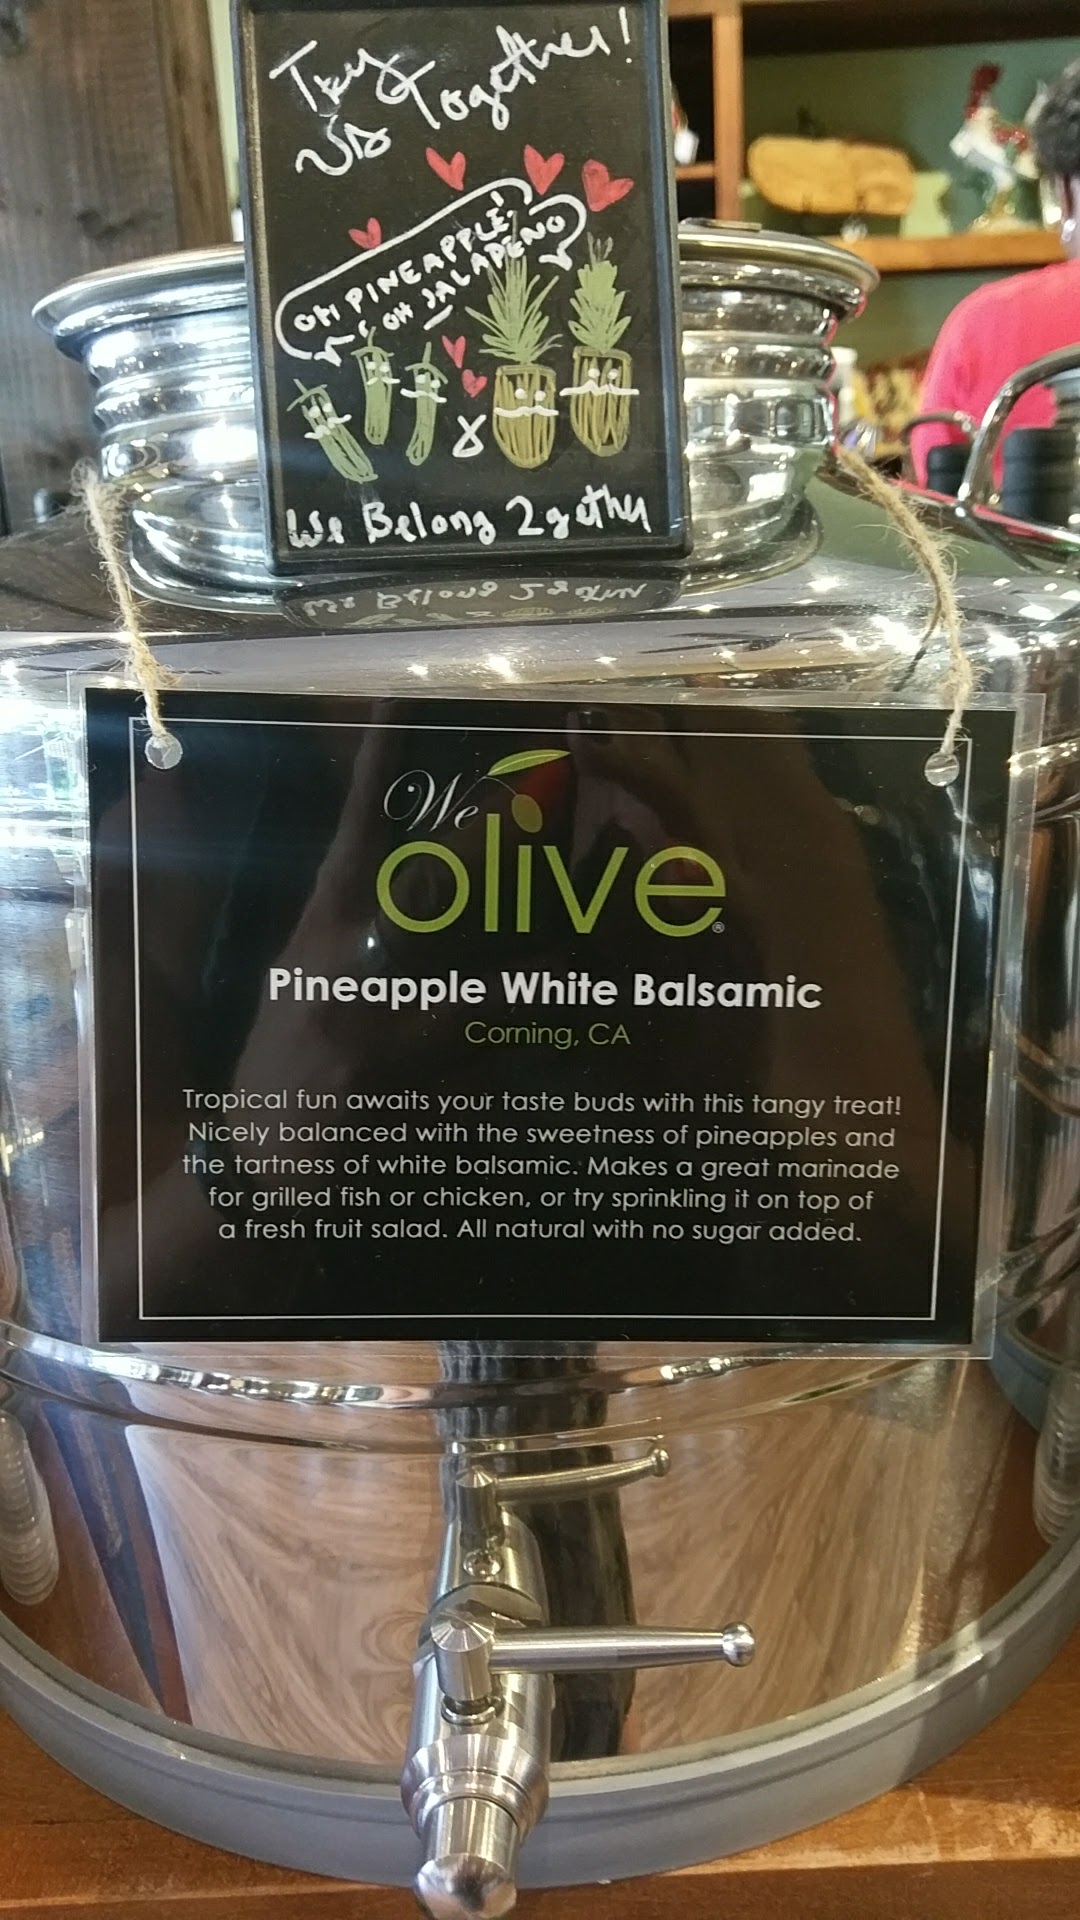 Try
us Together!
OH PINEAPPLE!
OH JALAPENO
&
We Belong 2gether
We
olive®
Pineapple White Balsamic
Corning, CA
Tropical fun awaits your taste buds with this tangy treat!
Nicely balanced with the sweetness of pineapples and
the tartness of white balsamic. Makes a great marinade
for grilled fish or chicken, or try sprinkling it on top of
a fresh fruit salad. All natural with no sugar added.